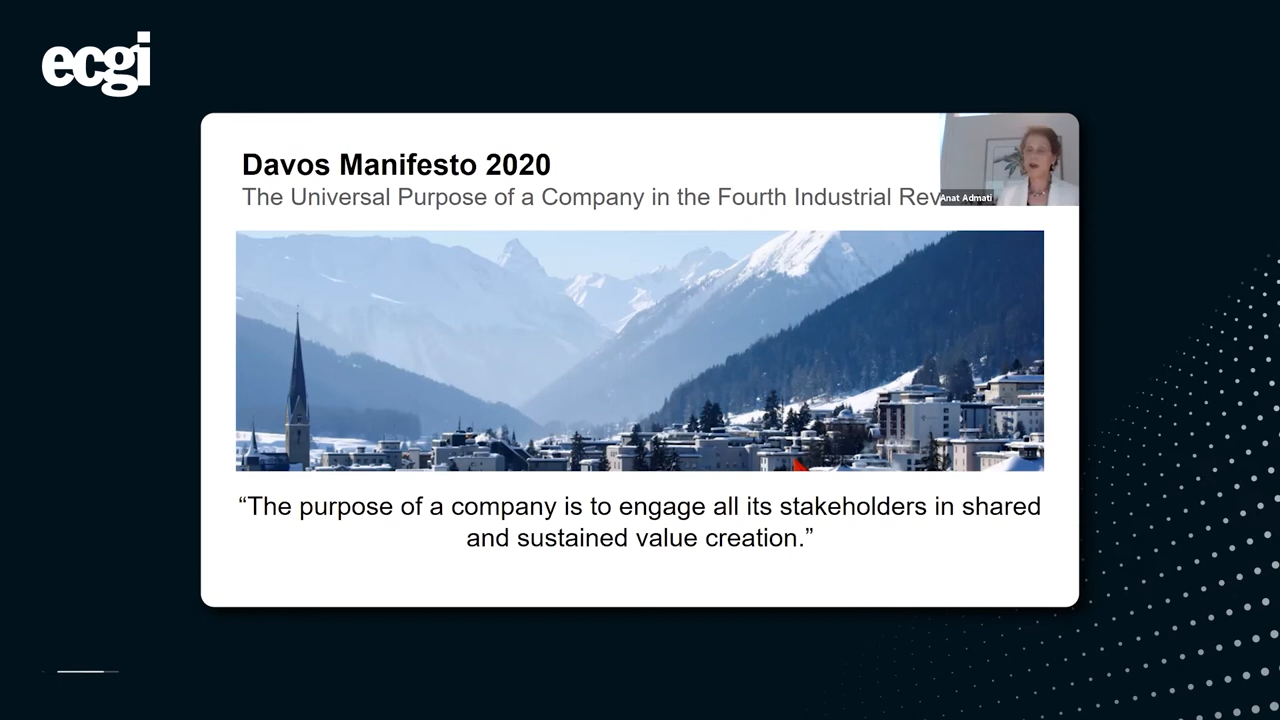 ecgi
Davos Manifesto 2020
The Universal Purpose of a Company in the Fourth Industrial Rev
Anat Admati
“The purpose of a company is to engage all its stakeholders in shared
and sustained value creation.”